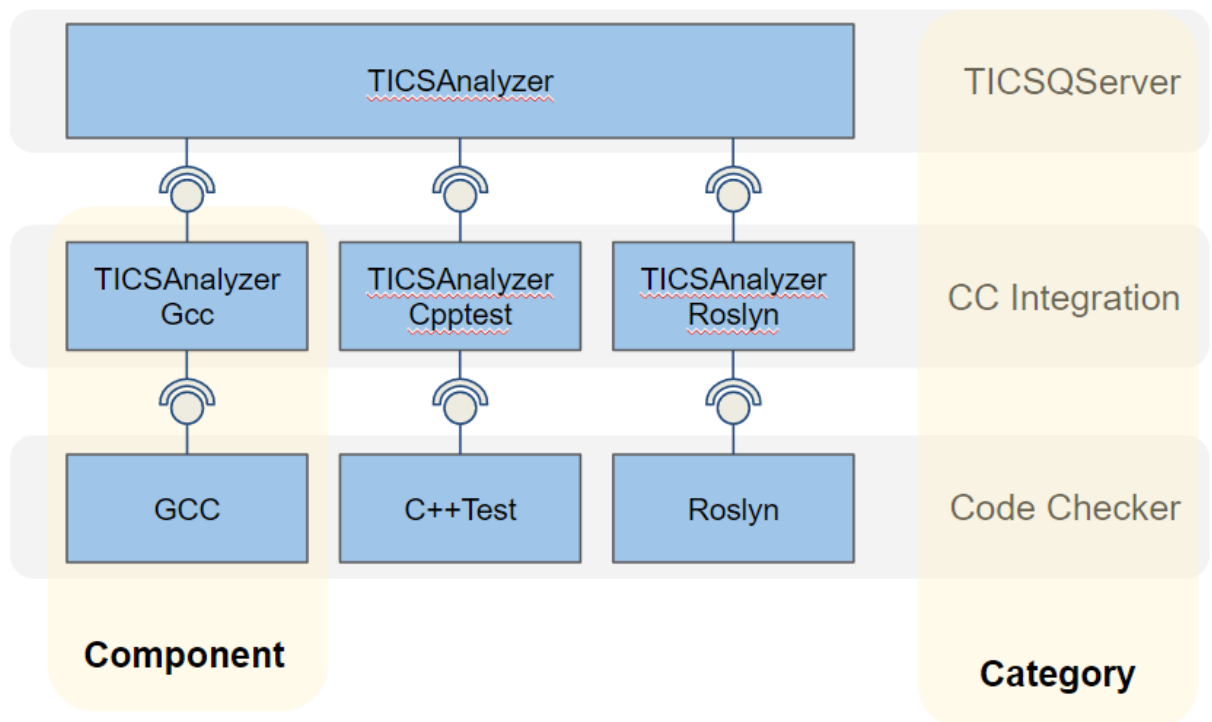 TICSAnalyzer
TICSQServer
TICSAnalyzer
Gcc
TICSAnalyzer
Cpptest
TICSAnalyzer
Roslyn
CC Integration
GCC
C++Test
Roslyn
Code Checker
Component
Category